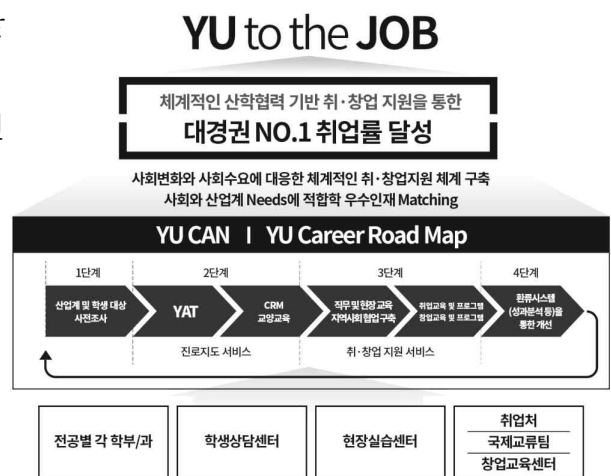 YU to the JOB
체계적인 산학협력 기반 취·창업 지원을 통한
대경권 NO.1 취업률 달성
사회변화와 사회수요에 대응한 체계적인 취·창업지원 체계 구축
사회와 산업계 Needs에 적합학 우수인재 Matching
YU CAN I YU Career Road Map
1단계 2단계 3단계 4단계
산업계 및 학생 대상
사전조사
YAT
CRM
교양교육
직무 및 현장 교육
지역사회 협업 구축
취업교육 및 프로그램
창업교육 및 프로그램
환류시스템
(성과분석 등)을
통한 개선
진로지도 서비스 취·창업 지원 서비스
전공별 각 학부/과
학생상담센터
현장실습센터
취업처
국제교류팀
창업교육센터